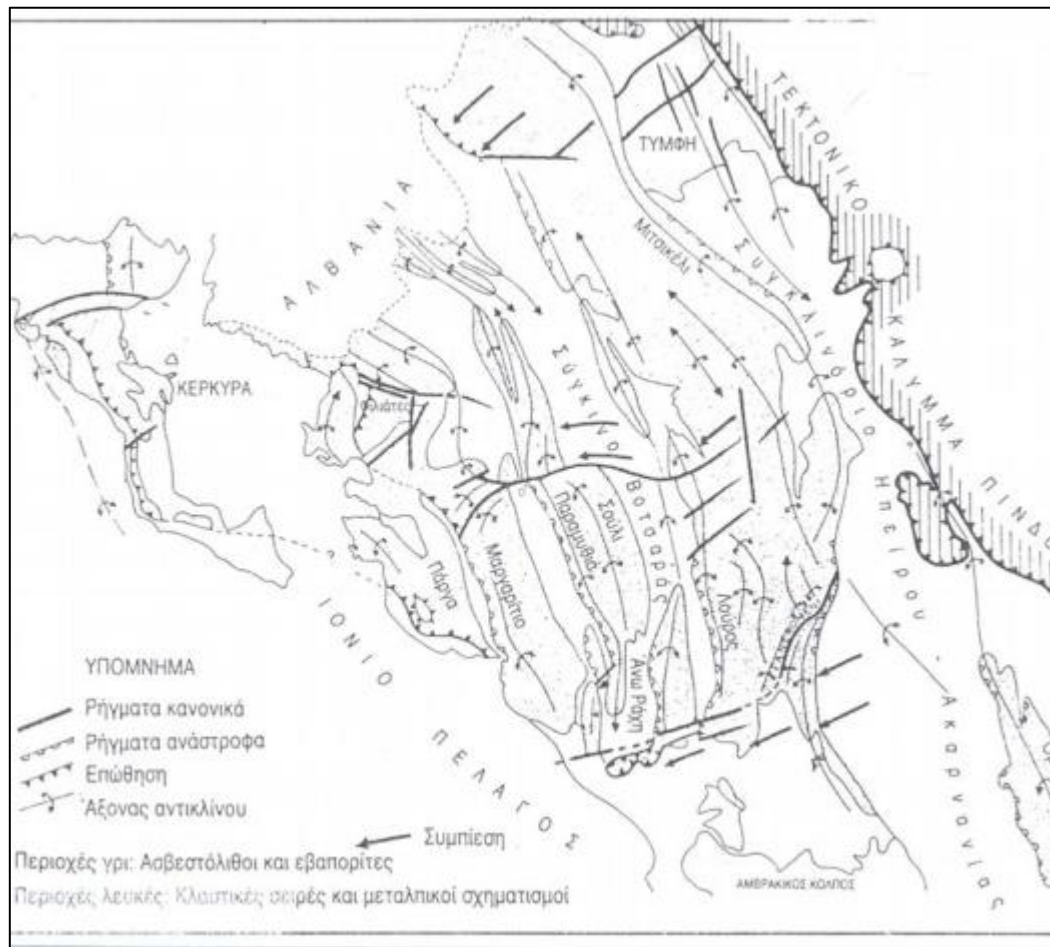 ΤΕΚΤΟΝΙΚΟ ΚΑΛΥΜΜΑ ΠΙΝΔΟ
ΤΥΜΦΗ
Μιτσικέλι
Συγκλινόριο Ηπείρου - Ακαρνανίας
ΑΛΒΑΝΙΑ
ΚΕΡΚΥΡΑ
Φιλιάτες
Σύγκλινο Βοτσαράς
Πάργα
Μαργαρίτιο
Παραμυθιά
Σούλι
Λούρος
Άνω Ράχη
ΙΟΝΙΟ ΠΕΛΑΓΟΣ
ΑΜΒΡΑΚΙΚΟΣ ΚΟΛΠΟΣ
ΥΠΟΜΝΗΜΑ
Ρήγματα κανονικά
Ρήγματα ανάστροφα
Επώθηση
Άξονας αντικλίνου
Συμπίεση
Περιοχές γρι: Ασβεστόλιθοι και εβαπορίτες
Περιοχές λευκές: Κλαστικές σειρές και μεταλπικοί σχηματισμοί